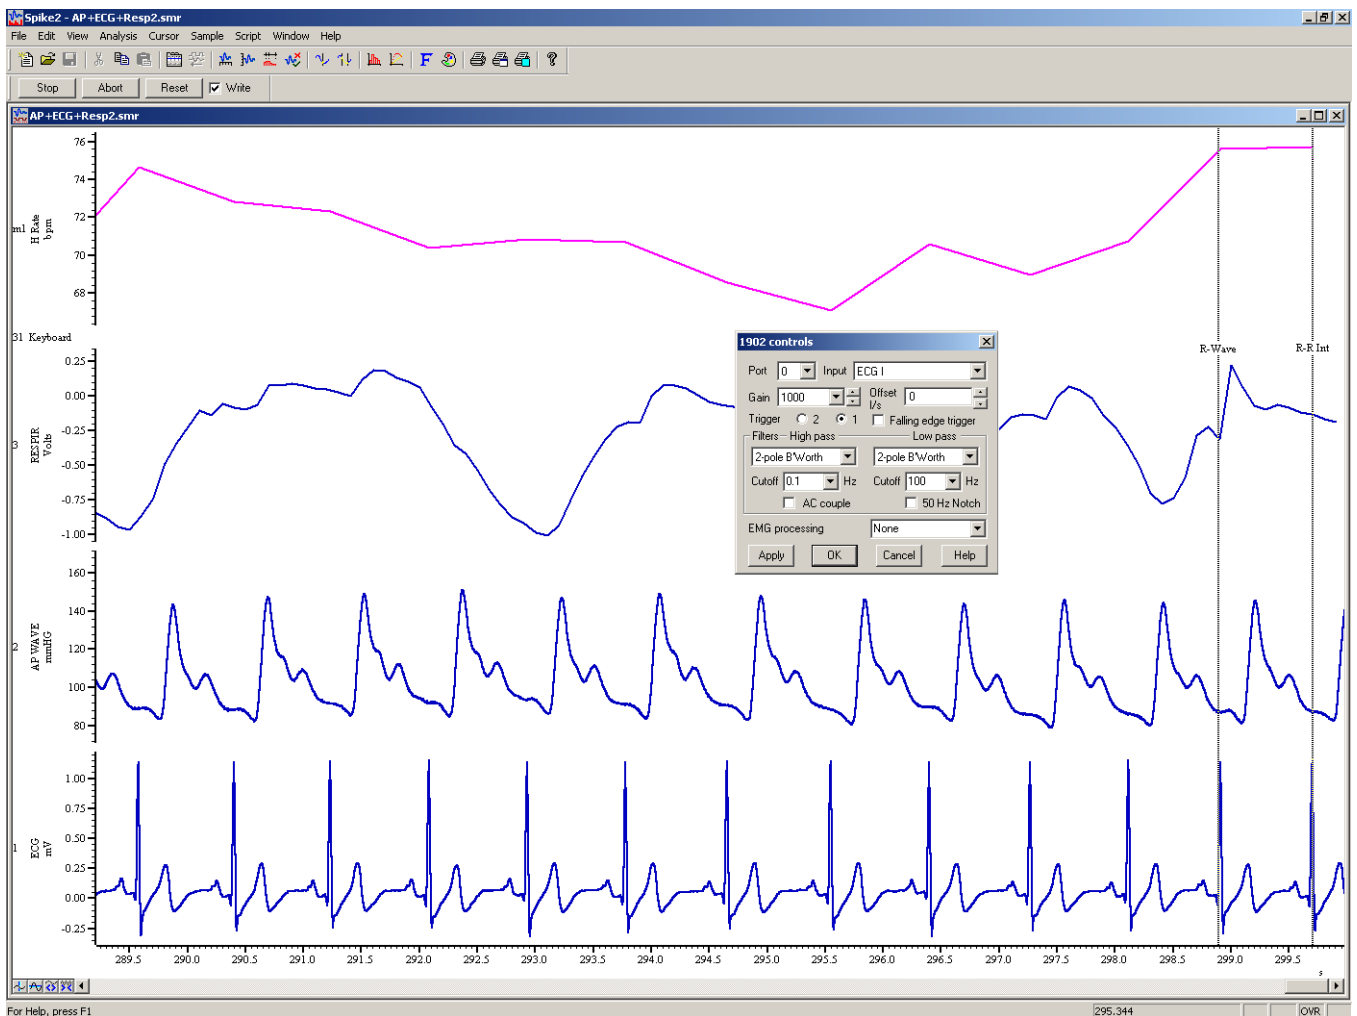 Spike2 - AP+ECG+Resp2.smr
File Edit View Analysis Cursor Sample Script Window Help
F
Stop Abort Reset Write
AP+ECG+Resp2.smr
76
74
72
70
68
m1 H Rate bpm
31 Keyboard
R-Wave R-R Int
0.25
0.00
-0.25
-0.50
-0.75
-1.00
3 RESPIR Volts
1902 controls
Port 0 Input ECG I
Gain 1000 Offset I/s 0
Trigger 2 1 Falling edge trigger
Filters High pass Low pass
2-pole B'Worth 2-pole B'Worth
Cutoff 0.1 Hz Cutoff 100 Hz
AC couple 50 Hz Notch
EMG processing None
Apply OK Cancel Help
160
140
120
100
80
2 AP WAVE mmHG
1.00
0.75
0.50
0.25
0.00
-0.25
1 ECG mV
289.5 290.0 290.5 291.0 291.5 292.0 292.5 293.0 293.5 294.0 294.5 295.0 295.5 296.0 296.5 297.0 297.5 298.0 298.5 299.0 299.5
s
For Help, press F1 295.344 OVR